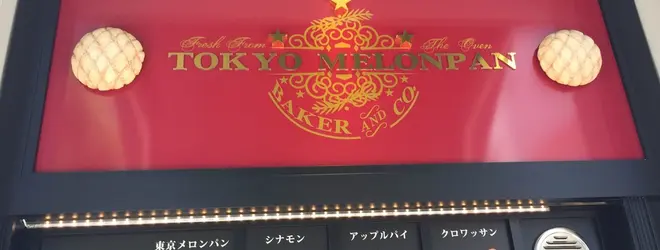 Fresh From The Oven
TOKYO MELONPAN
BAKER AND CO.
東京メロンパン シナモン アップルパイ クロワッサン